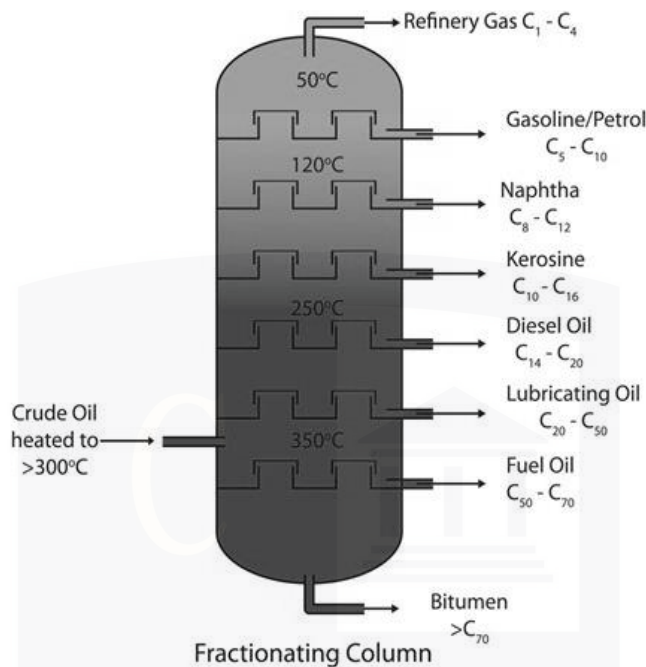 Refinery Gas C₁ - C₄
50°C
Gasoline/Petrol
C₅ - C₁₀
120°C
Naphtha
C₈ - C₁₂
Kerosine
C₁₀ - C₁₆
250°C
Diesel Oil
C₁₄ - C₂₀
Lubricating Oil
C₂₀ - C₅₀
Crude Oil
heated to
>300°C
350°C
Fuel Oil
C₅₀ - C₇₀
Bitumen
>C₇₀
Fractionating Column